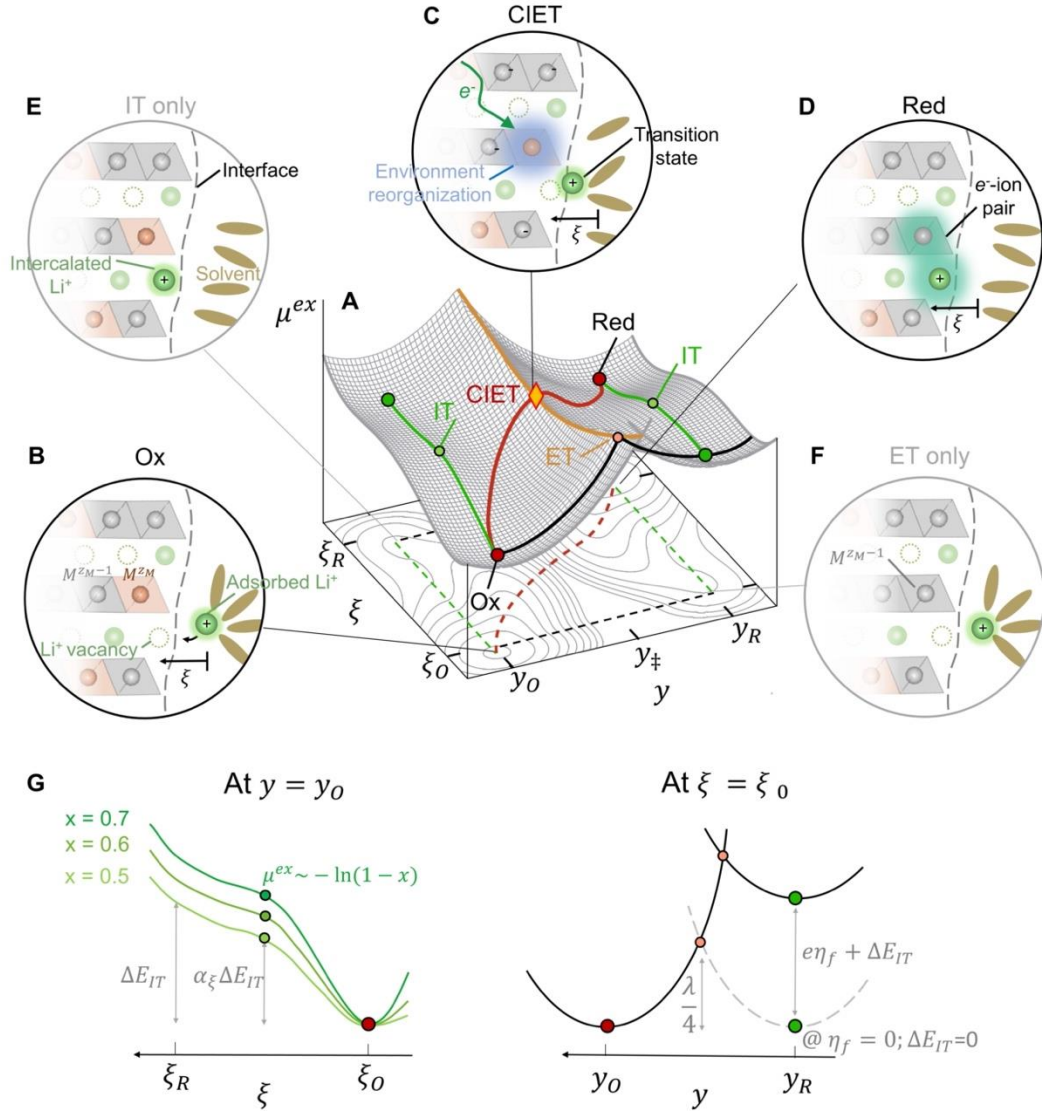 C
CIET
e⁻
Environment
reorganization
Transition
state
ξ
E
IT only
Interface
Intercalated
Li⁺
Solvent
+
D
Red
e⁻-ion
pair
+
ξ
A
μ^ex
Red
IT
CIET
IT
ET
Ox
ξ_R
ξ
ξ_O
y_O
y_‡
y
y_R
B
Ox
M^{z_M−1}
M^{z_M}
Adsorbed Li⁺
+
Li⁺ vacancy
ξ
F
ET only
M^{z_M−1}
+
G
At y = y_O
x = 0.7
x = 0.6
x = 0.5
μ^ex ~ − ln(1 − x)
ΔE_IT
α_ξ ΔE_IT
ξ_R
ξ
ξ_O
At ξ = ξ_0
λ
4
eη_f + ΔE_IT
@ η_f = 0; ΔE_IT=0
y_O
y
y_R